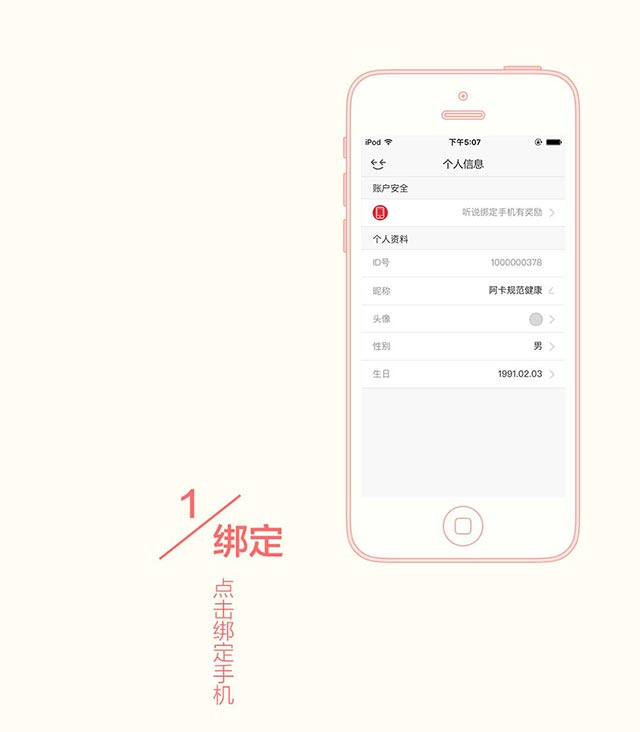 iPod 下午5:07
个人信息
账户安全
听说绑定手机有奖励
个人资料
ID号 1000000378
昵称 阿卡规范健康
头像
性别 男
生日 1991.02.03
1
绑定
点击绑定手机